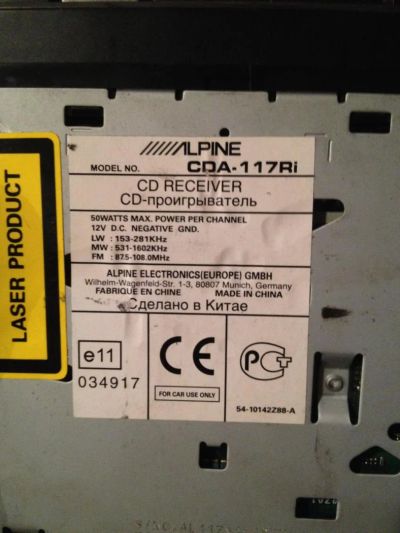 ALPINE
MODEL NO. CDA-117Ri
CD RECEIVER
CD-проигрыватель
50WATTS MAX. POWER PER CHANNEL
12V D.C. NEGATIVE GND.
LW : 153-281KHz
MW : 531-1602KHz
FM : 87.5-108.0MHz
ALPINE ELECTRONICS(EUROPE) GMBH
Wilhelm-Wagenfeld-Str. 1-3, 80807 Munich, Germany
FABRIQUÉ EN CHINE MADE IN CHINA
Сделано в Китае
e11
034917
CE
FOR CAR USE ONLY
РСТ
54-10142Z88-A
LASER PRODUCT